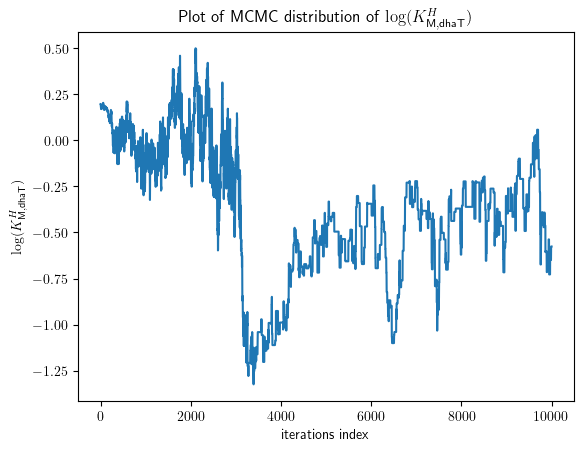 Plot of MCMC distribution of log(K^H_{M,dhaT})
log(K^H_{M,dhaT})
0.50
0.25
0.00
−0.25
−0.50
−0.75
−1.00
−1.25
0 2000 4000 6000 8000 10000
iterations index